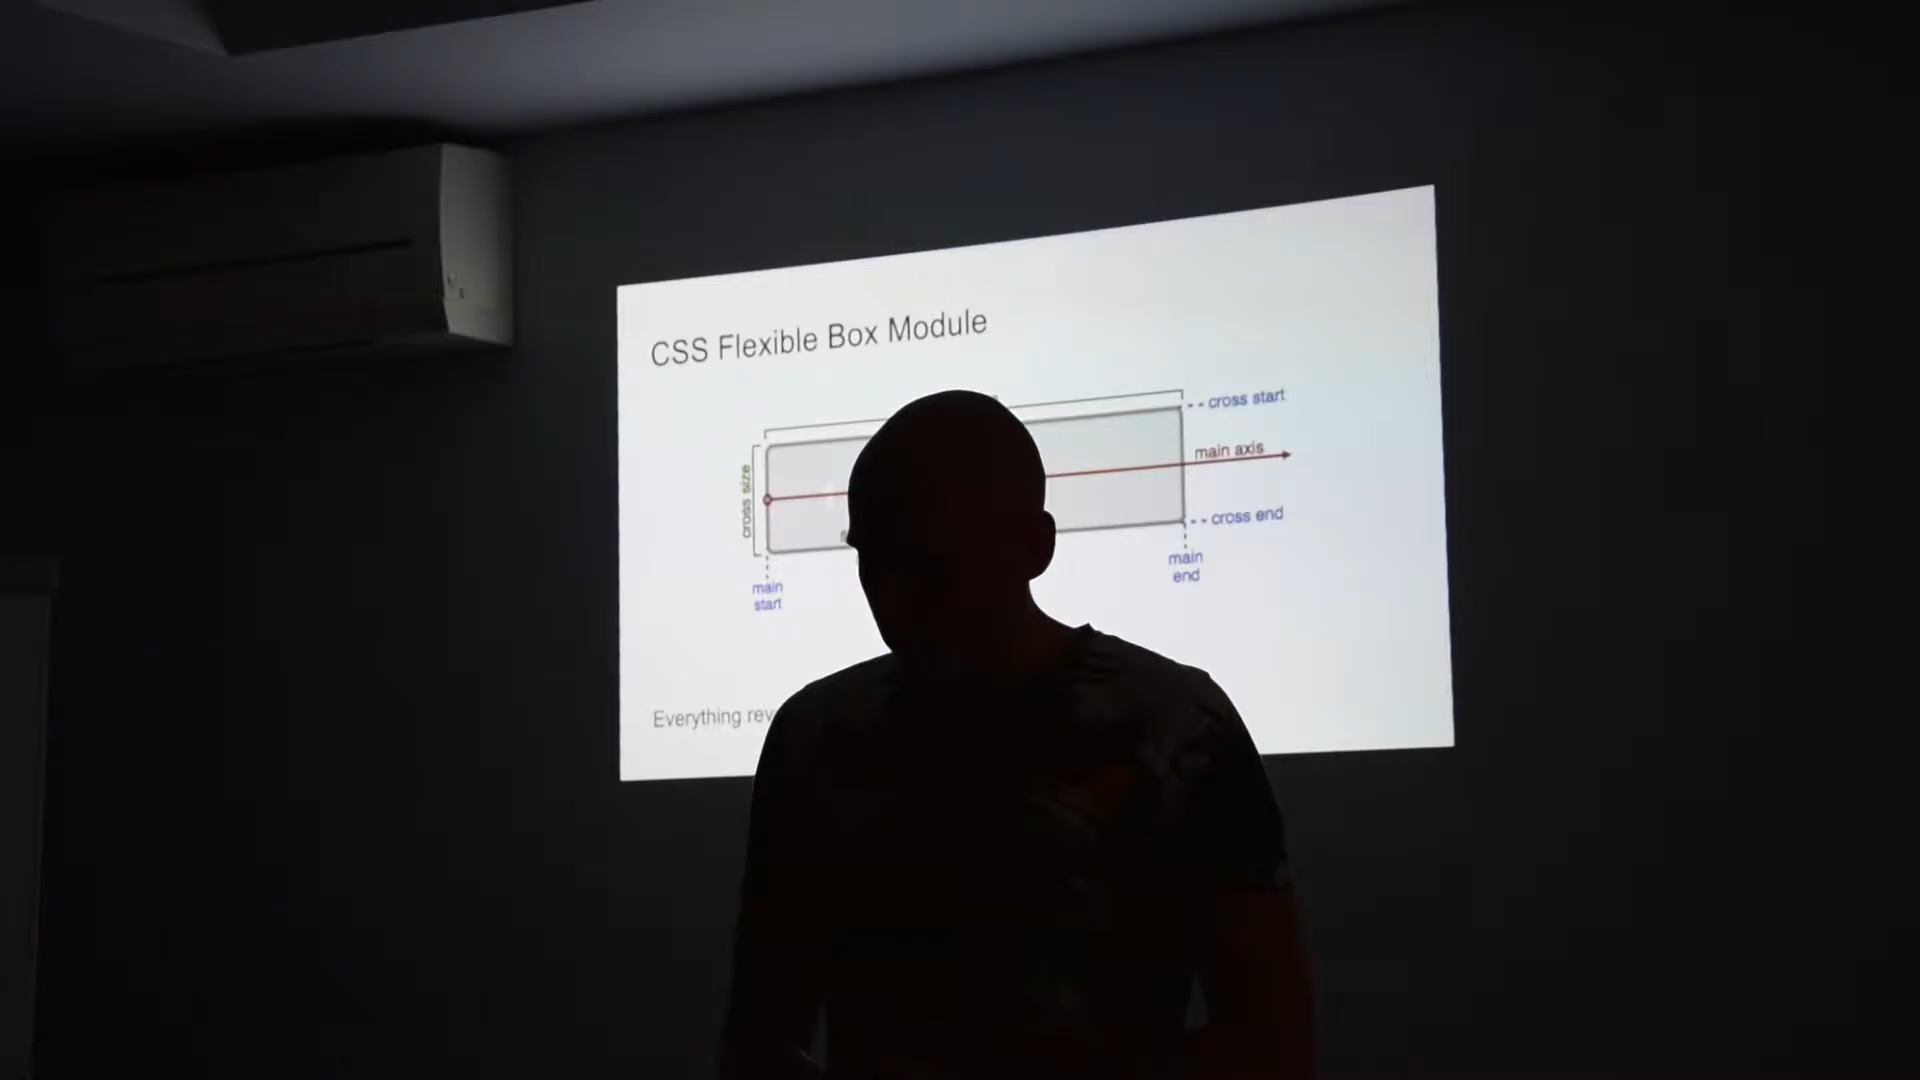 CSS Flexible Box Module
cross start
main axis
cross size
cross end
main
end
main
start
Everything